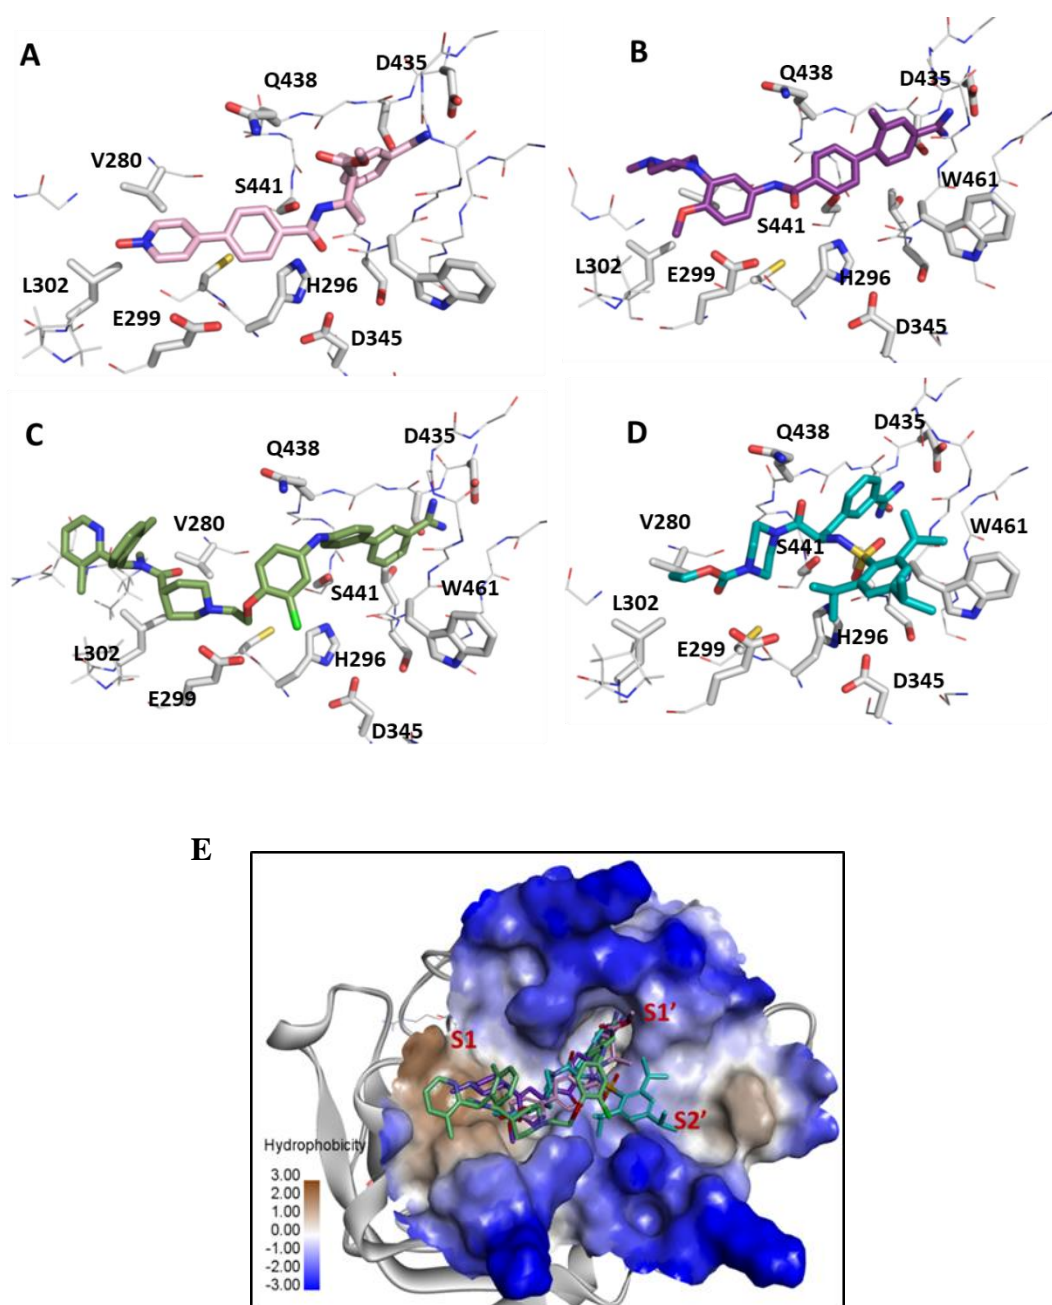 A
Q438
D435
V280
S441
L302
H296
E299
D345
B
Q438
D435
W461
S441
L302
E299
H296
D345
C
Q438
D435
V280
S441
W461
L302
H296
E299
D345
D
Q438
D435
V280
S441
W461
L302
E299
H296
D345
E
S1'
S1
S2'
Hydrophobicity
3.00
2.00
1.00
0.00
-1.00
-2.00
-3.00